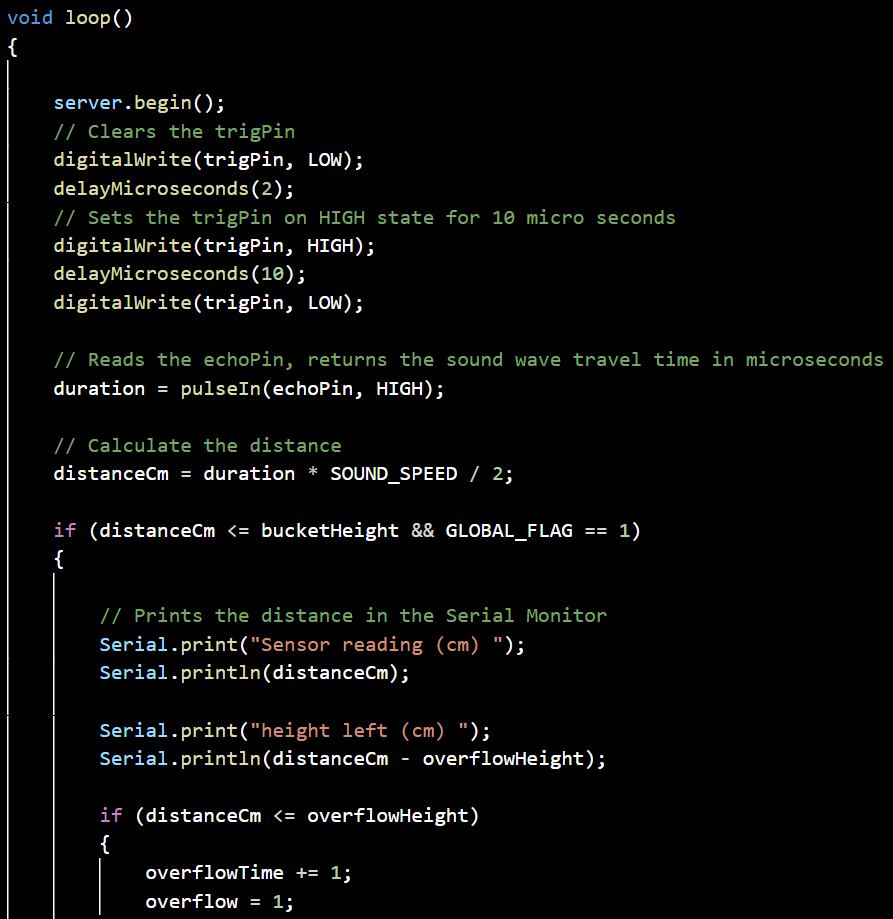 void loop()
{
server.begin();
// Clears the trigPin
digitalWrite(trigPin, LOW);
delayMicroseconds(2);
// Sets the trigPin on HIGH state for 10 micro seconds
digitalWrite(trigPin, HIGH);
delayMicroseconds(10);
digitalWrite(trigPin, LOW);
// Reads the echoPin, returns the sound wave travel time in microseconds
duration = pulseIn(echoPin, HIGH);
// Calculate the distance
distanceCm = duration * SOUND_SPEED / 2;
if (distanceCm <= bucketHeight && GLOBAL_FLAG == 1)
{
// Prints the distance in the Serial Monitor
Serial.print("Sensor reading (cm) ");
Serial.println(distanceCm);
Serial.print("height left (cm) ");
Serial.println(distanceCm - overflowHeight);
if (distanceCm <= overflowHeight)
{
overflowTime += 1;
overflow = 1;